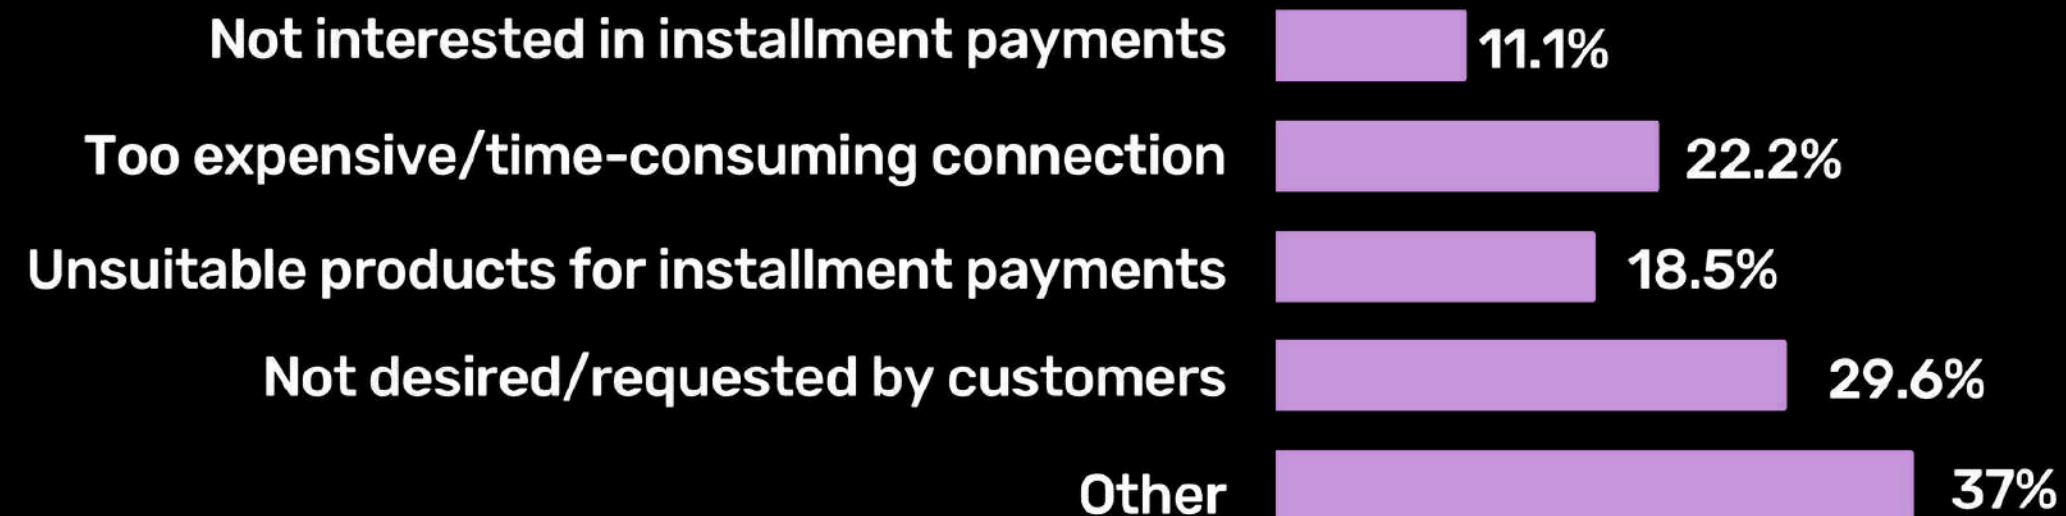 Not interested in installment payments 11.1%
Too expensive/time-consuming connection 22.2%
Unsuitable products for installment payments 18.5%
Not desired/requested by customers 29.6%
Other 37%